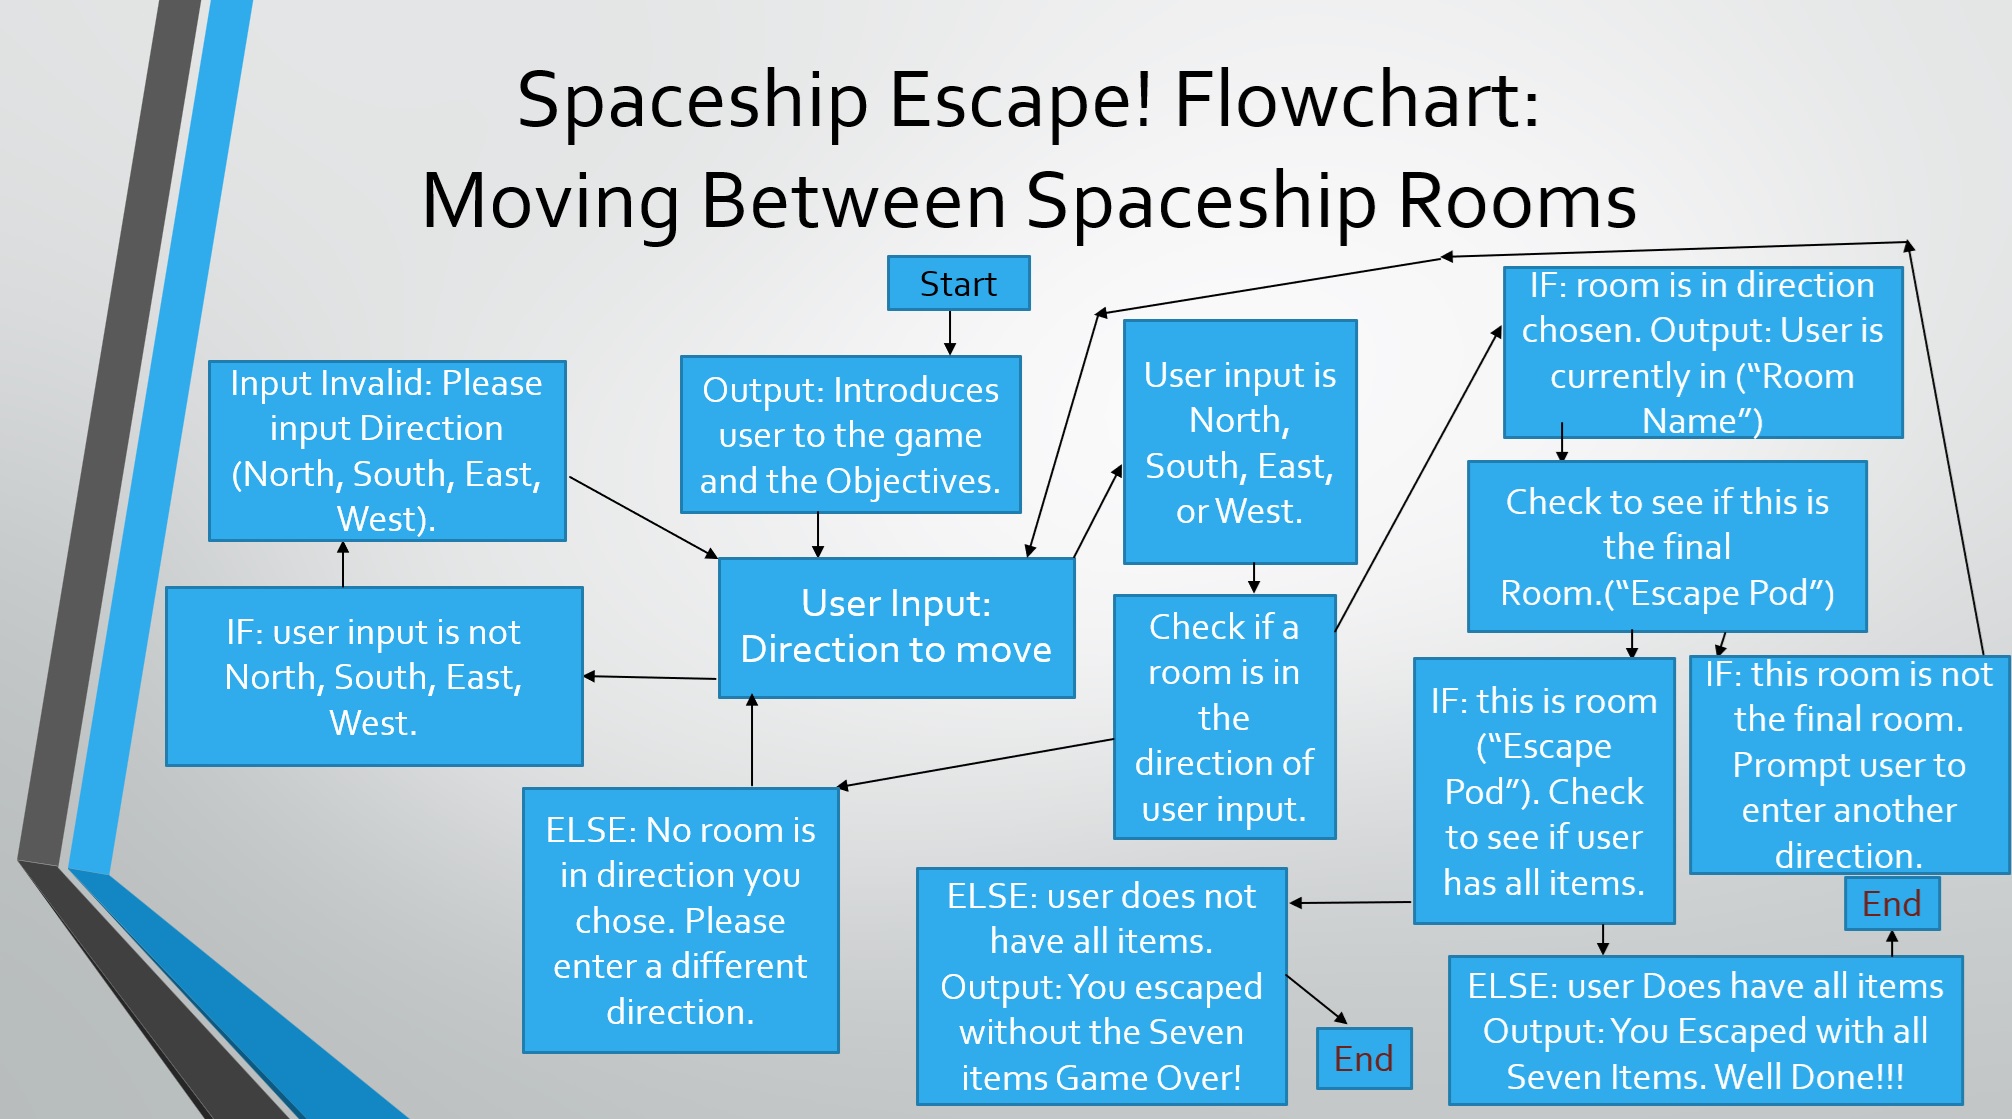 Spaceship Escape! Flowchart:
Moving Between Spaceship Rooms
Start
Output: Introduces
user to the game
and the Objectives.
Input Invalid: Please
input Direction
(North, South, East,
West).
IF: user input is not
North, South, East,
West.
User Input:
Direction to move
User input is
North,
South, East,
or West.
Check if a
room is in
the
direction of
user input.
ELSE: No room is
in direction you
chose. Please
enter a different
direction.
IF: room is in direction
chosen. Output: User is
currently in (“Room
Name”)
Check to see if this is
the final
Room.(“Escape Pod”)
IF: this is room
(“Escape
Pod”). Check
to see if user
has all items.
IF: this room is not
the final room.
Prompt user to
enter another
direction.
ELSE: user does not
have all items.
Output: You escaped
without the Seven
items Game Over!
End
ELSE: user Does have all items
Output: You Escaped with all
Seven Items. Well Done!!!
End